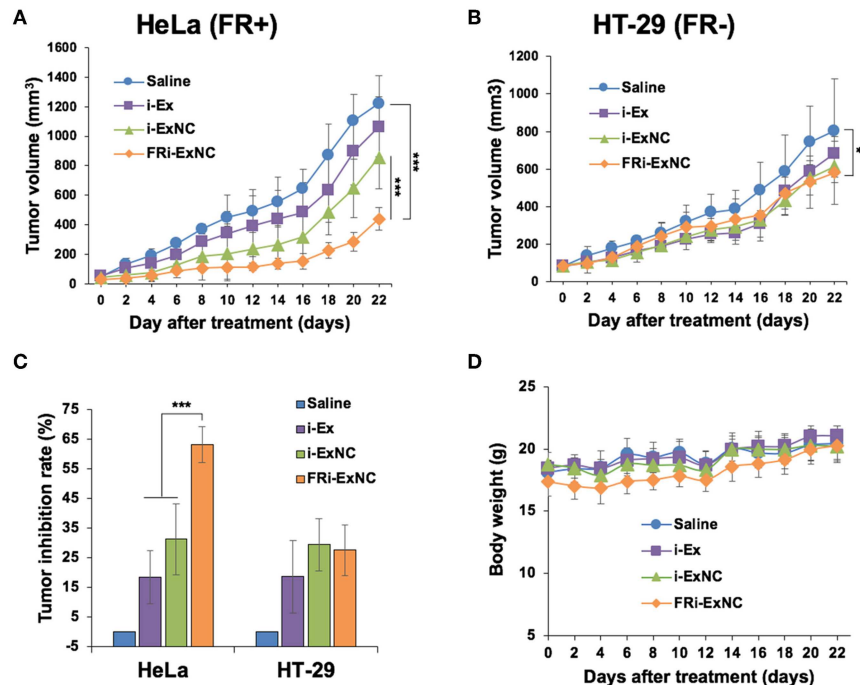 A
HeLa (FR+)
Tumor volume (mm³)
1600
1400
1200
1000
800
600
400
200
0
Saline
i-Ex
i-ExNC
FRi-ExNC
***
***
0 2 4 6 8 10 12 14 16 18 20 22
Day after treatment (days)
B
HT-29 (FR-)
Tumor volume (mm3)
1200
1000
800
600
400
200
0
Saline
i-Ex
i-ExNC
FRi-ExNC
*
0 2 4 6 8 10 12 14 16 18 20 22
Day after treatment (days)
C
Tumor inhibition rate (%)
75
65
55
45
35
25
15
5
-5
***
Saline
i-Ex
i-ExNC
FRi-ExNC
HeLa HT-29
D
Body weight (g)
25
20
15
10
5
Saline
i-Ex
i-ExNC
FRi-ExNC
0 2 4 6 8 10 12 14 16 18 20 22
Days after treatment (days)